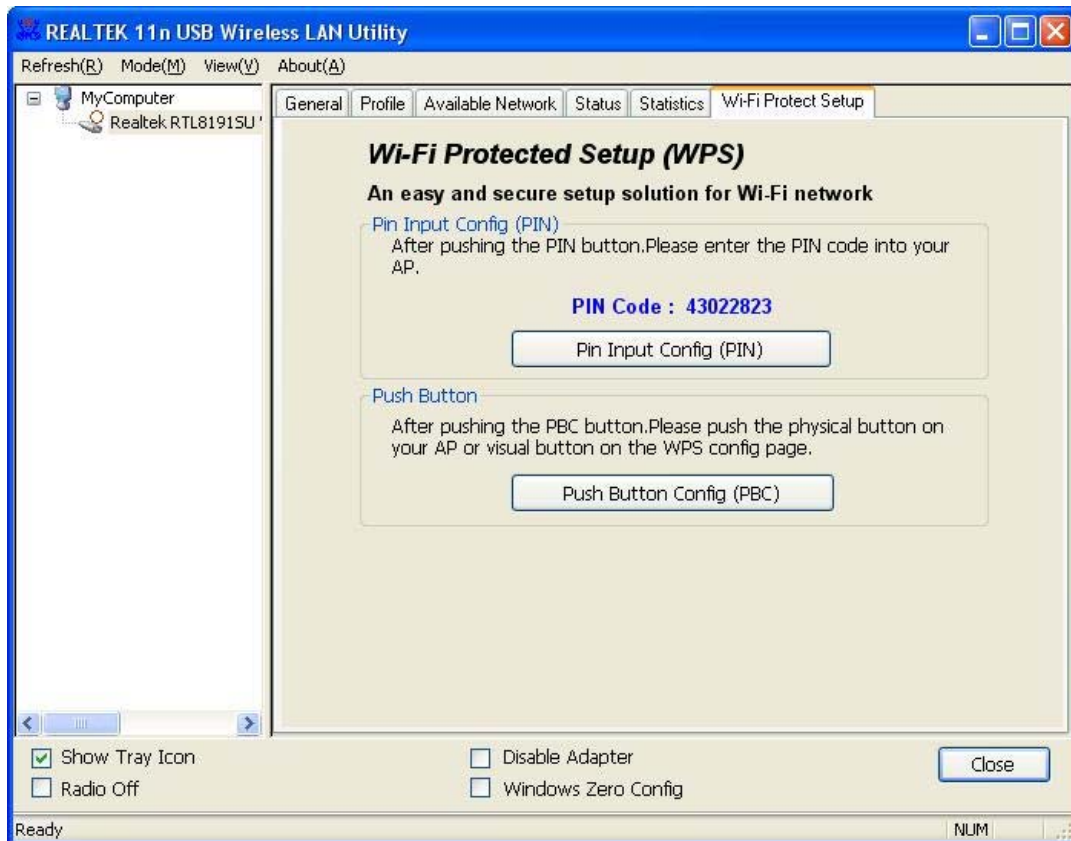 REALTEK 11n USB Wireless LAN Utility
Refresh(R) Mode(M) View(V) About(A)
MyComputer
Realtek RTL8191SU '
General Profile Available Network Status Statistics Wi-Fi Protect Setup
Wi-Fi Protected Setup (WPS)
An easy and secure setup solution for Wi-Fi network
Pin Input Config (PIN)
After pushing the PIN button.Please enter the PIN code into your
AP.
PIN Code : 43022823
Pin Input Config (PIN)
Push Button
After pushing the PBC button.Please push the physical button on
your AP or visual button on the WPS config page.
Push Button Config (PBC)
Show Tray Icon
Radio Off
Disable Adapter
Windows Zero Config
Close
Ready
NUM